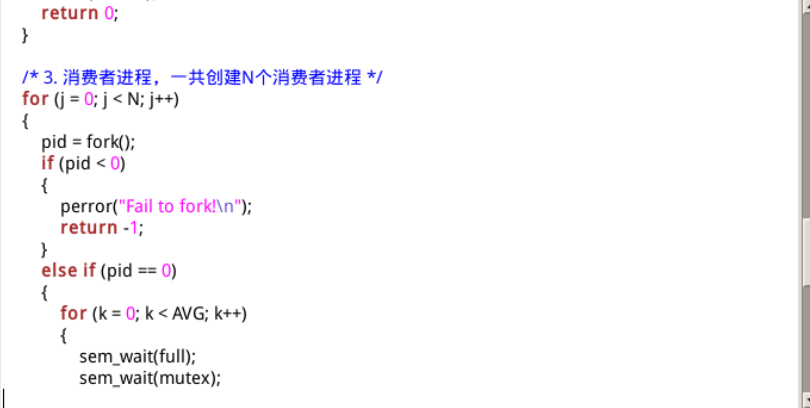 return 0;
}
/* 3. 消费者进程，一共创建N个消费者进程 */
for (j = 0; j < N; j++)
{
pid = fork();
if (pid < 0)
{
perror("Fail to fork!\n");
return -1;
}
else if (pid == 0)
{
for (k = 0; k < AVG; k++)
{
sem_wait(full);
sem_wait(mutex);